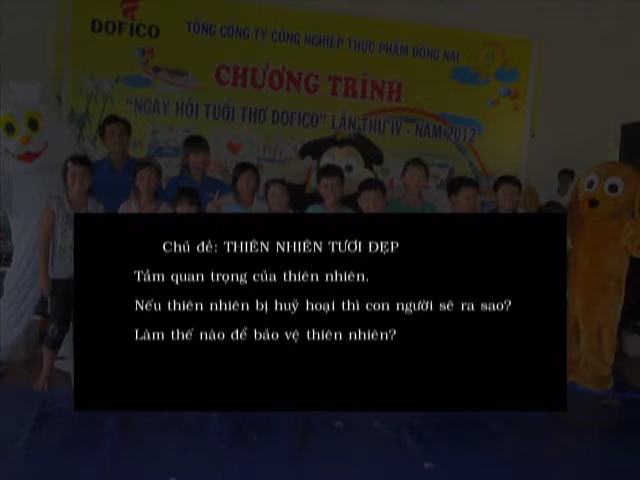 DOFICO
TỔNG CÔNG TY CÔNG NGHIỆP THỰC PHẨM ĐỒNG NAI
CHƯƠNG TRÌNH
"NGÀY HỘI TUỔI THƠ DOFICO" LẦN THỨ IV - NĂM 2012
Chủ đề: THIÊN NHIÊN TƯƠI ĐẸP
Tầm quan trọng của thiên nhiên.
Nếu thiên nhiên bị huỷ hoại thì con người sẽ ra sao?
Làm thế nào để bảo vệ thiên nhiên?